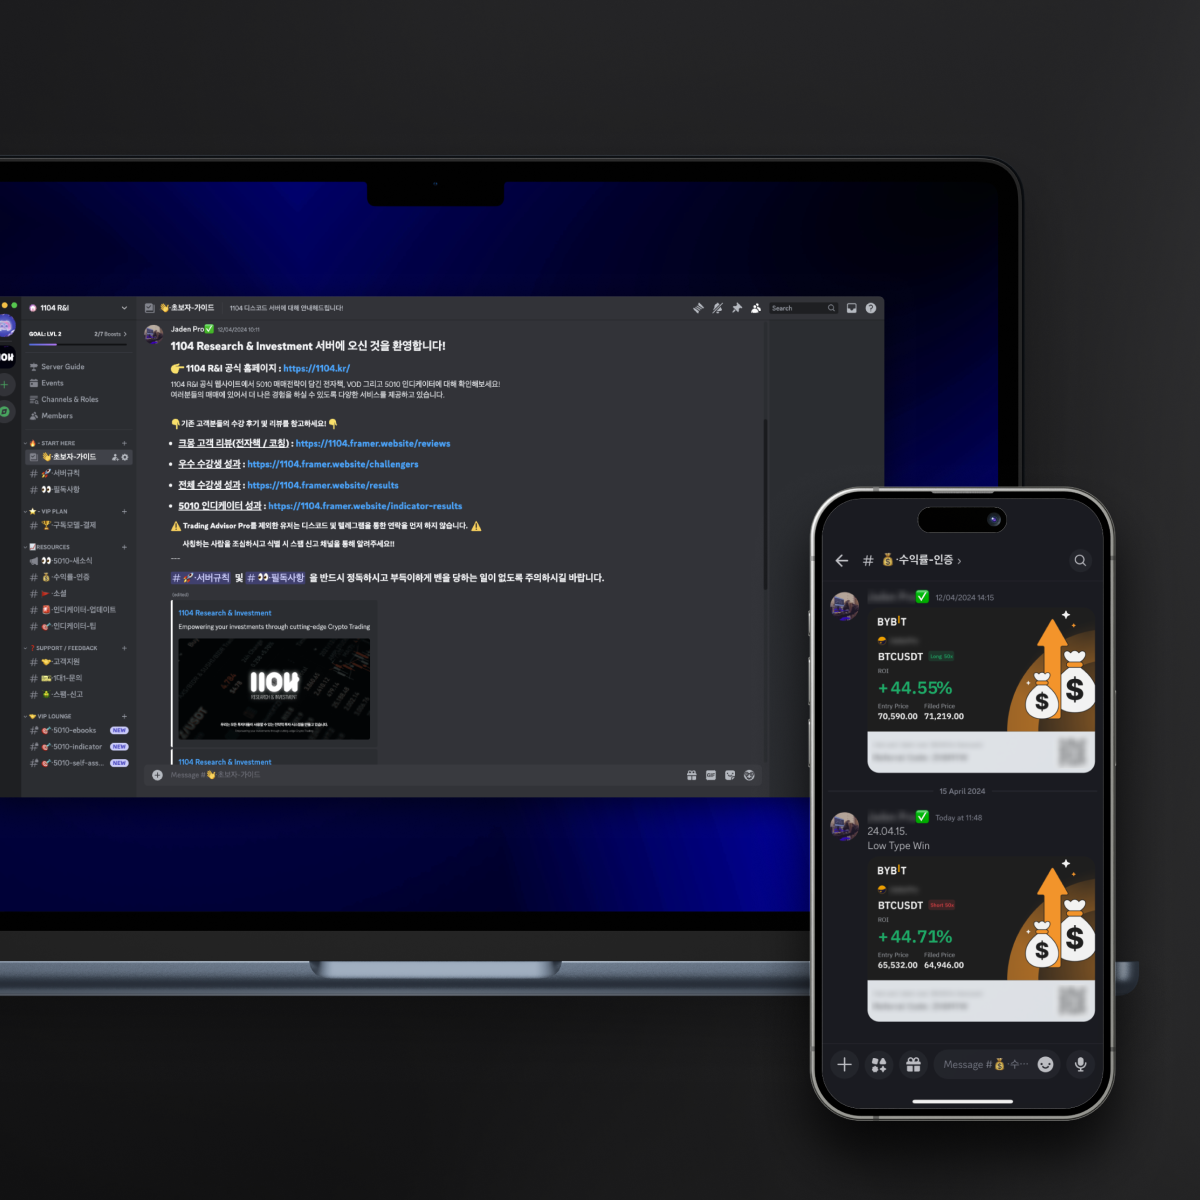 1104 R&I
GOAL: LVL 2
2/7 Boosts
Server Guide
Events
Channels & Roles
Members
START HERE
초보자-가이드
서버규칙
필독사항
VIP PLAN
구독모델-결제
RESOURCES
5010-새소식
수익률-인증
소셜
인디케이터-업데이트
인디케이터-팁
SUPPORT / FEEDBACK
고객지원
1대1-문의
스팸-신고
VIP LOUNGE
5010-ebooks NEW
5010-indicator NEW
5010-self-ass... NEW
초보자-가이드
1104 디스코드 서버에 대해 안내해드립니다!
Search
Jaden Pro 12/04/2024 10:11
1104 Research & Investment 서버에 오신 것을 환영합니다!
1104 R&I 공식 홈페이지 : https://1104.kr/
1104 R&I 공식 웹사이트에서 5010 매매전략이 담긴 전자책, VOD 그리고 5010 인디케이터에 대해 확인해보세요!
여러분들의 매매에 있어서 더 나은 경험을 하실 수 있도록 다양한 서비스를 제공하고 있습니다.
기존 고객분들의 수강 후기 및 리뷰를 참고하세요!
• 크몽 고객 리뷰(전자책 / 코칭) : https://1104.framer.website/reviews
• 우수 수강생 성과 : https://1104.framer.website/challengers
• 전체 수강생 성과 : https://1104.framer.website/results
• 5010 인디케이터 성과 : https://1104.framer.website/indicator-results
Trading Advisor Pro를 제외한 유저는 디스코드 및 텔레그램을 통한 연락을 먼저 하지 않습니다.
사칭하는 사람을 조심하시고 식별 시 스팸 신고 채널을 통해 알려주세요!!
---
# 서버규칙 및 # 필독사항 을 반드시 정독하시고 부득이하게 벤을 당하는 일이 없도록 주의하시길 바랍니다.
(edited)
1104 Research & Investment
Empowering your investments through cutting-edge Crypto Trading
1104
RESEARCH & INVESTMENT
1104 Research & Investment
Message # 초보자-가이드
GIF
# 수익률-인증
12/04/2024 14:15
BYBIT
BTCUSDT Long 50x
ROI
+44.55%
Entry Price Filled Price
70,590.00 71,219.00
15 April 2024
Today at 11:48
24.04.15.
Low Type Win
BYBIT
BTCUSDT Short 50x
ROI
+44.71%
Entry Price Filled Price
65,532.00 64,946.00
Message # 수...